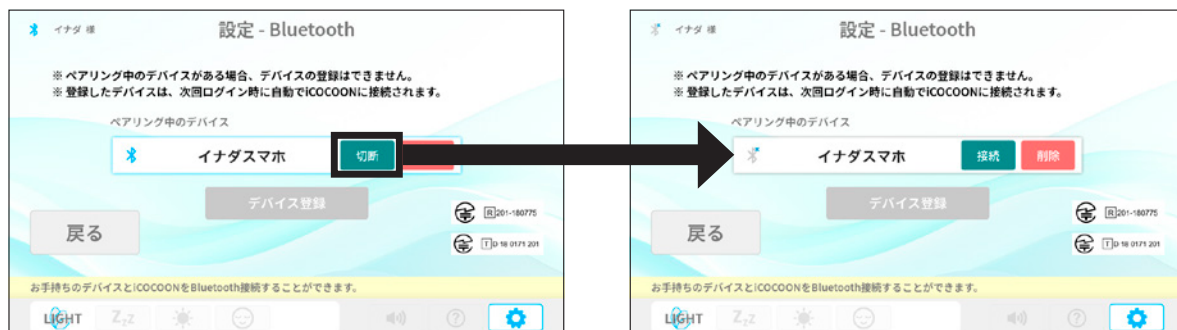 イナダ 様
設定 - Bluetooth
※ ペアリング中のデバイスがある場合、デバイスの登録はできません。
※ 登録したデバイスは、次回ログイン時に自動でiCOCOONに接続されます。
ペアリング中のデバイス
イナダスマホ
切断
デバイス登録
R 201-180775
戻る
T D 18 0171 201
お手持ちのデバイスとiCOCOONをBluetooth接続することができます。
LIGHT
ZzZ
?
イナダ 様
設定 - Bluetooth
※ ペアリング中のデバイスがある場合、デバイスの登録はできません。
※ 登録したデバイスは、次回ログイン時に自動でiCOCOONに接続されます。
ペアリング中のデバイス
イナダスマホ
接続
削除
デバイス登録
R 201-180775
戻る
T D 18 0171 201
お手持ちのデバイスとiCOCOONをBluetooth接続することができます。
LIGHT
ZzZ
?